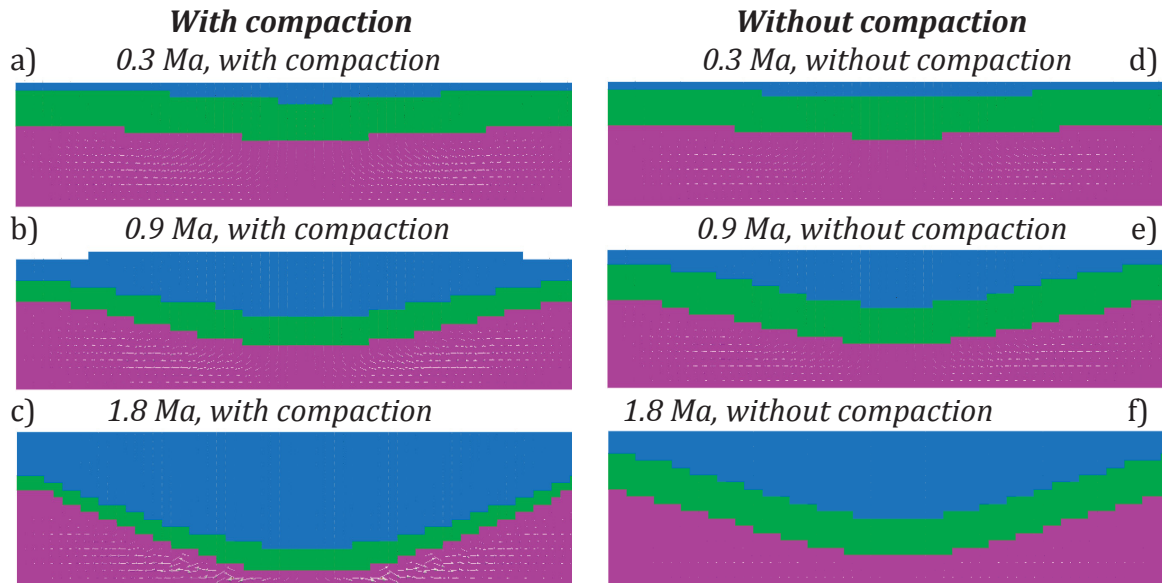 With compaction
Without compaction
a) 0.3 Ma, with compaction
0.3 Ma, without compaction d)
b) 0.9 Ma, with compaction
0.9 Ma, without compaction e)
c) 1.8 Ma, with compaction
1.8 Ma, without compaction f)